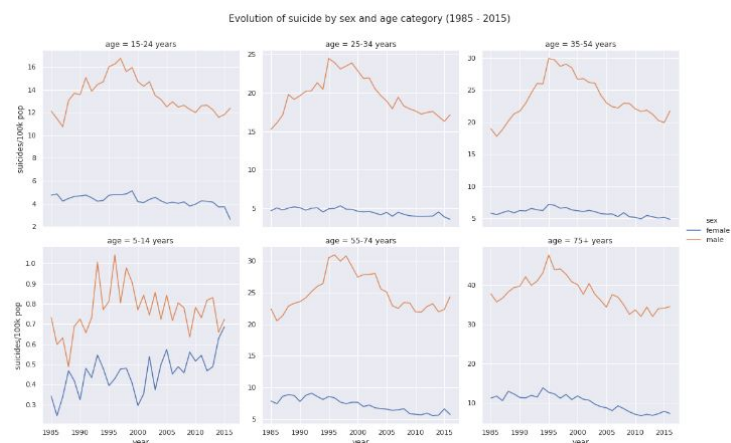 Evolution of suicide by sex and age category (1985 - 2015)
age = 15-24 years
age = 25-34 years
age = 35-54 years
suicides/100k pop
16
14
12
10
8
6
4
2
25
20
15
10
5
30
25
20
15
10
5
sex
female
male
age = 5-14 years
age = 55-74 years
age = 75+ years
suicides/100k pop
1.0
0.9
0.8
0.7
0.6
0.5
0.4
0.3
30
25
20
15
10
5
40
30
20
10
1985 1990 1995 2000 2005 2010 2015
1985 1990 1995 2000 2005 2010 2015
1985 1990 1995 2000 2005 2010 2015
year
year
year